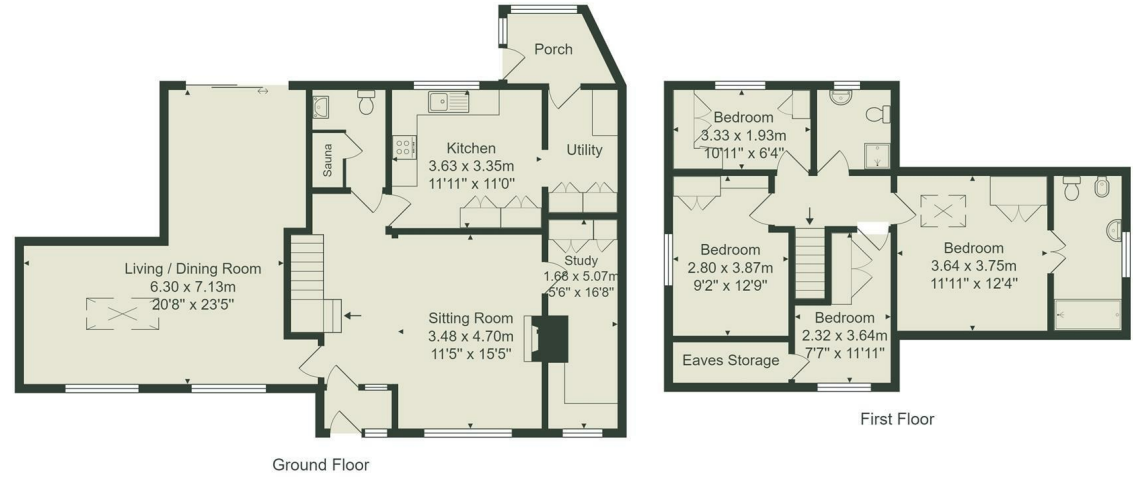 Porch
Sauna
Kitchen
3.63 x 3.35m
11'11" x 11'0"
Utility
Living / Dining Room
6.30 x 7.13m
20'8" x 23'5"
Study
1.68 x 5.07m
5'6" x 16'8"
Sitting Room
3.48 x 4.70m
11'5" x 15'5"
Ground Floor
Bedroom
3.33 x 1.93m
10'11" x 6'4"
Bedroom
2.80 x 3.87m
9'2" x 12'9"
Bedroom
3.64 x 3.75m
11'11" x 12'4"
Bedroom
2.32 x 3.64m
7'7" x 11'11"
Eaves Storage
First Floor